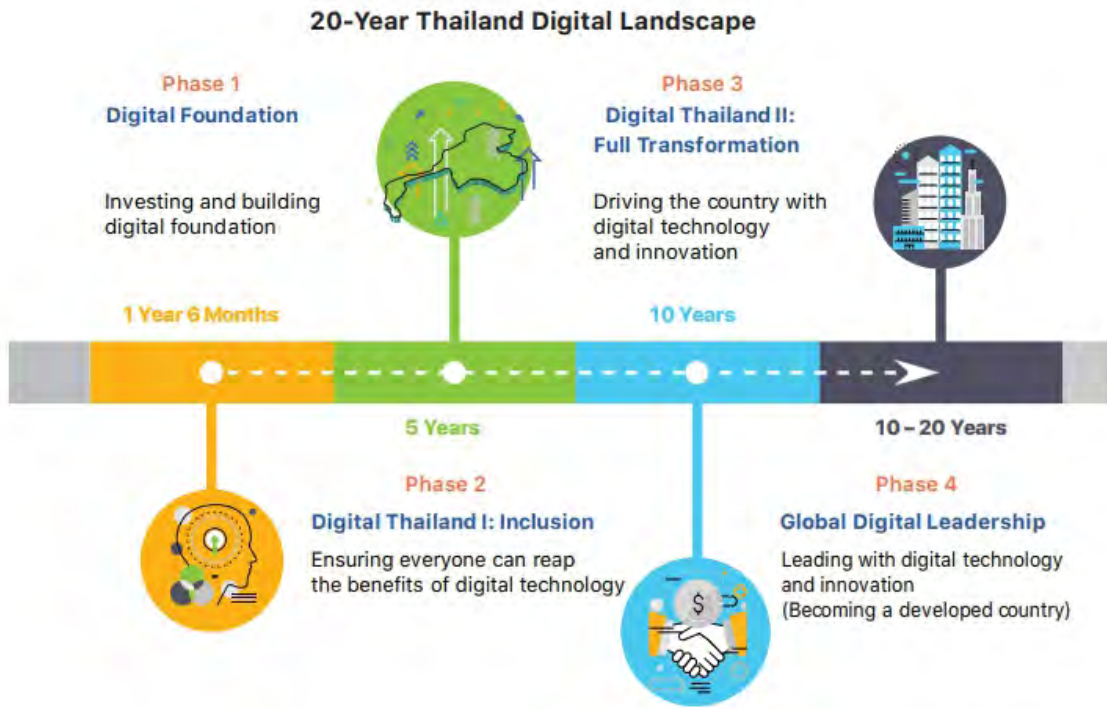 20-Year Thailand Digital Landscape
Phase 1
Digital Foundation
Investing and building
digital foundation
1 Year 6 Months
5 Years
Phase 2
Digital Thailand I: Inclusion
Ensuring everyone can reap
the benefits of digital technology
Phase 3
Digital Thailand II:
Full Transformation
Driving the country with
digital technology
and innovation
10 Years
$
10 – 20 Years
Phase 4
Global Digital Leadership
Leading with digital technology
and innovation
(Becoming a developed country)